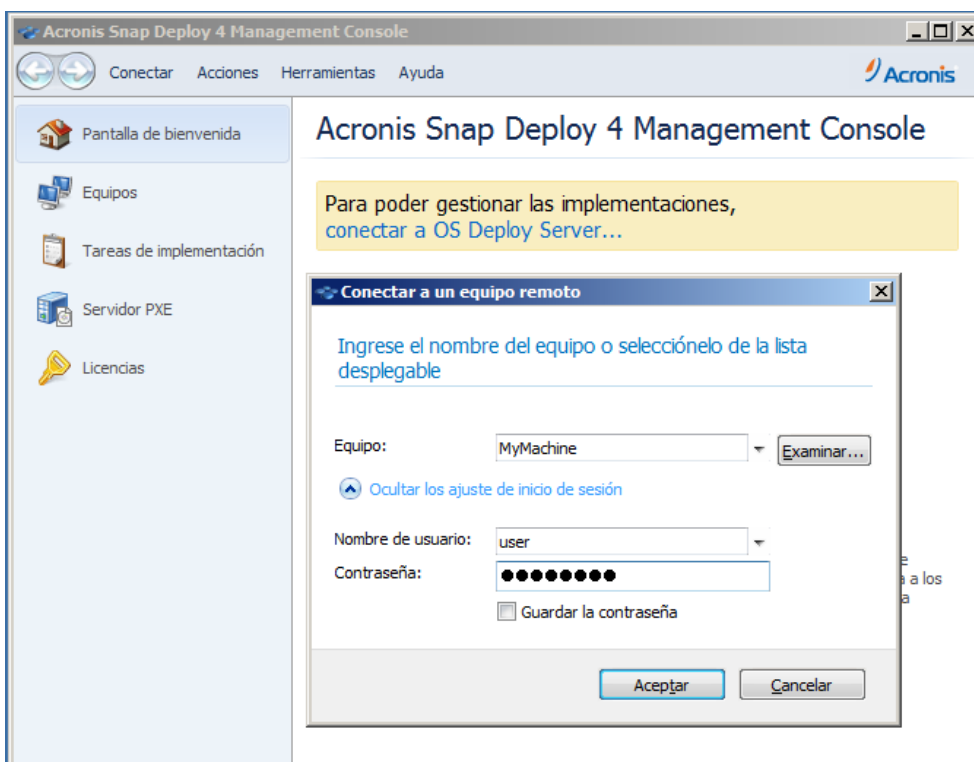 Acronis Snap Deploy 4 Management Console
Conectar Acciones Herramientas Ayuda
Acronis
Pantalla de bienvenida
Equipos
Tareas de implementación
Servidor PXE
Licencias
Acronis Snap Deploy 4 Management Console
Para poder gestionar las implementaciones,
conectar a OS Deploy Server...
Conectar a un equipo remoto
Ingrese el nombre del equipo o selecciónelo de la lista
desplegable
Equipo: MyMachine Examinar...
Ocultar los ajuste de inicio de sesión
Nombre de usuario: user
Contraseña: ●●●●●●●●
Guardar la contraseña
a los
Aceptar Cancelar